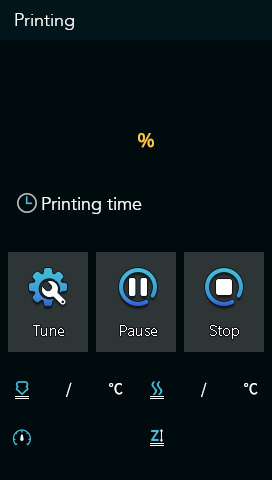 Printing
%
Printing time
Tune Pause Stop
/ °C / °C
Z